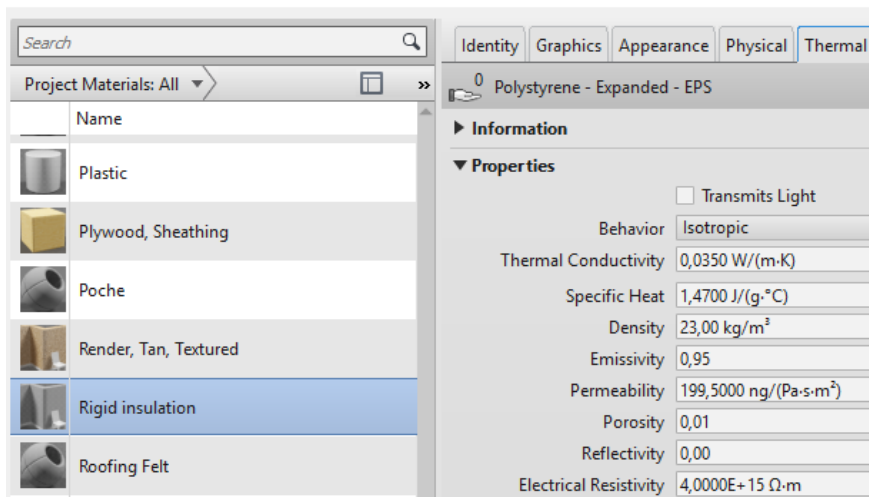 Search
Project Materials: All
»
Name
Plastic
Plywood, Sheathing
Poche
Render, Tan, Textured
Rigid insulation
Roofing Felt
Identity Graphics Appearance Physical Thermal
0
Polystyrene - Expanded - EPS
Information
Properties
Transmits Light
Behavior Isotropic
Thermal Conductivity 0,0350 W/(m·K)
Specific Heat 1,4700 J/(g·°C)
Density 23,00 kg/m³
Emissivity 0,95
Permeability 199,5000 ng/(Pa·s·m²)
Porosity 0,01
Reflectivity 0,00
Electrical Resistivity 4,0000E+15 Ω·m